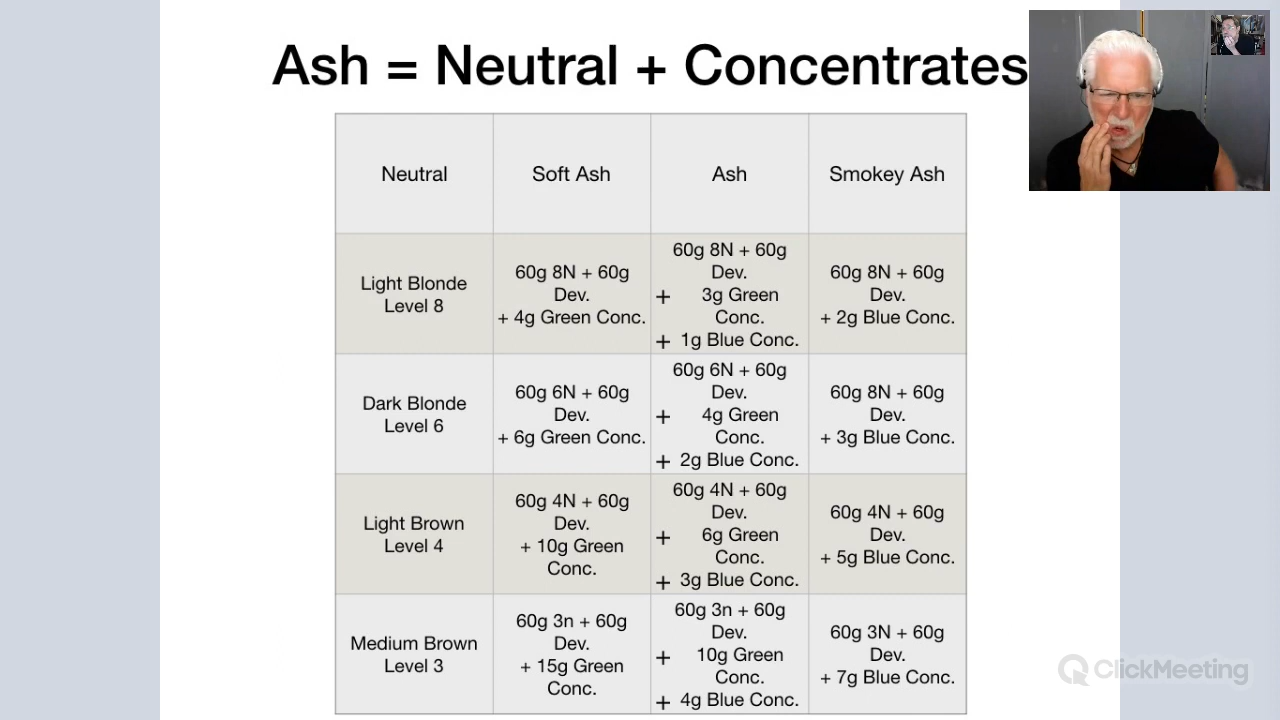 Ash = Neutral + Concentrates
Neutral
Soft Ash
Ash
Smokey Ash
Light Blonde
Level 8
60g 8N + 60g
Dev.
+ 4g Green Conc.
60g 8N + 60g
Dev.
+ 3g Green
Conc.
+ 1g Blue Conc.
60g 8N + 60g
Dev.
+ 2g Blue Conc.
Dark Blonde
Level 6
60g 6N + 60g
Dev.
+ 6g Green Conc.
60g 6N + 60g
Dev.
+ 4g Green
Conc.
+ 2g Blue Conc.
60g 8N + 60g
Dev.
+ 3g Blue Conc.
Light Brown
Level 4
60g 4N + 60g
Dev.
+ 10g Green
Conc.
60g 4N + 60g
Dev.
+ 6g Green
Conc.
+ 3g Blue Conc.
60g 4N + 60g
Dev.
+ 5g Blue Conc.
Medium Brown
Level 3
60g 3n + 60g
Dev.
+ 15g Green
Conc.
60g 3n + 60g
Dev.
+ 10g Green
Conc.
+ 4g Blue Conc.
60g 3N + 60g
Dev.
+ 7g Blue Conc.
ClickMeeting